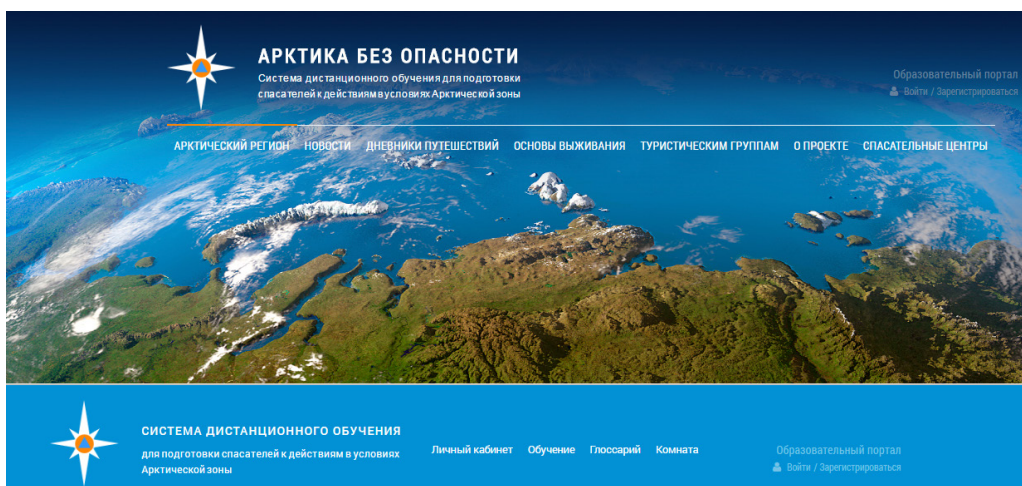 АРКТИКА БЕЗ ОПАСНОСТИ
Система дистанционного обучения для подготовки
спасателей к действиям в условиях Арктической зоны
Образовательный портал
Войти / Зарегистрироваться
АРКТИЧЕСКИЙ РЕГИОН НОВОСТИ ДНЕВНИКИ ПУТЕШЕСТВИЙ ОСНОВЫ ВЫЖИВАНИЯ ТУРИСТИЧЕСКИМ ГРУППАМ О ПРОЕКТЕ СПАСАТЕЛЬНЫЕ ЦЕНТРЫ
СИСТЕМА ДИСТАНЦИОННОГО ОБУЧЕНИЯ
для подготовки спасателей к действиям в условиях
Арктической зоны
Личный кабинет Обучение Глоссарий Комната
Образовательный портал
Войти / Зарегистрироваться